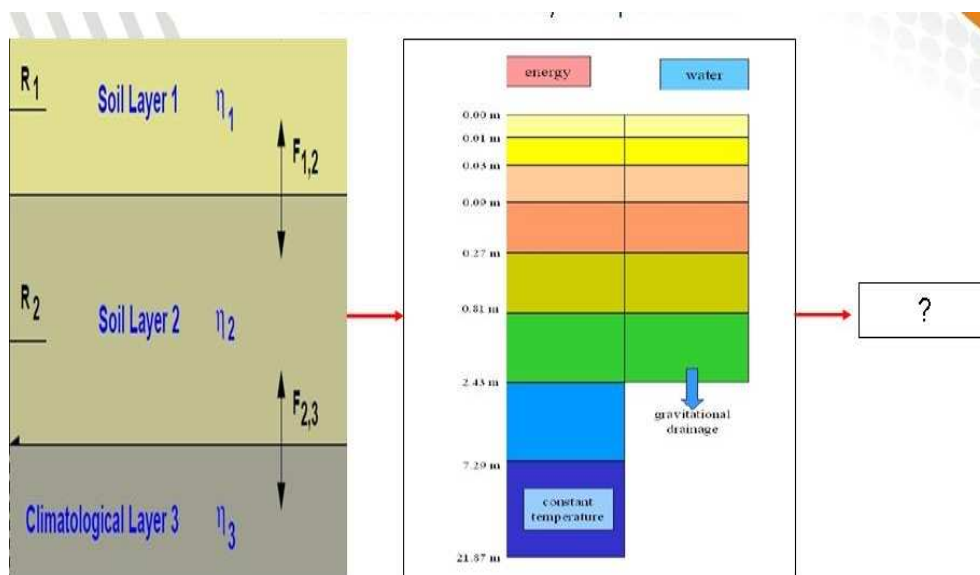 R1
Soil Layer 1 η1
F1,2
R2
Soil Layer 2 η2
F2,3
Climatological Layer 3 η3
energy
water
0.00 m
0.01 m
0.03 m
0.09 m
0.27 m
0.81 m
2.43 m
gravitational
drainage
7.29 m
constant
temperature
21.87 m
?